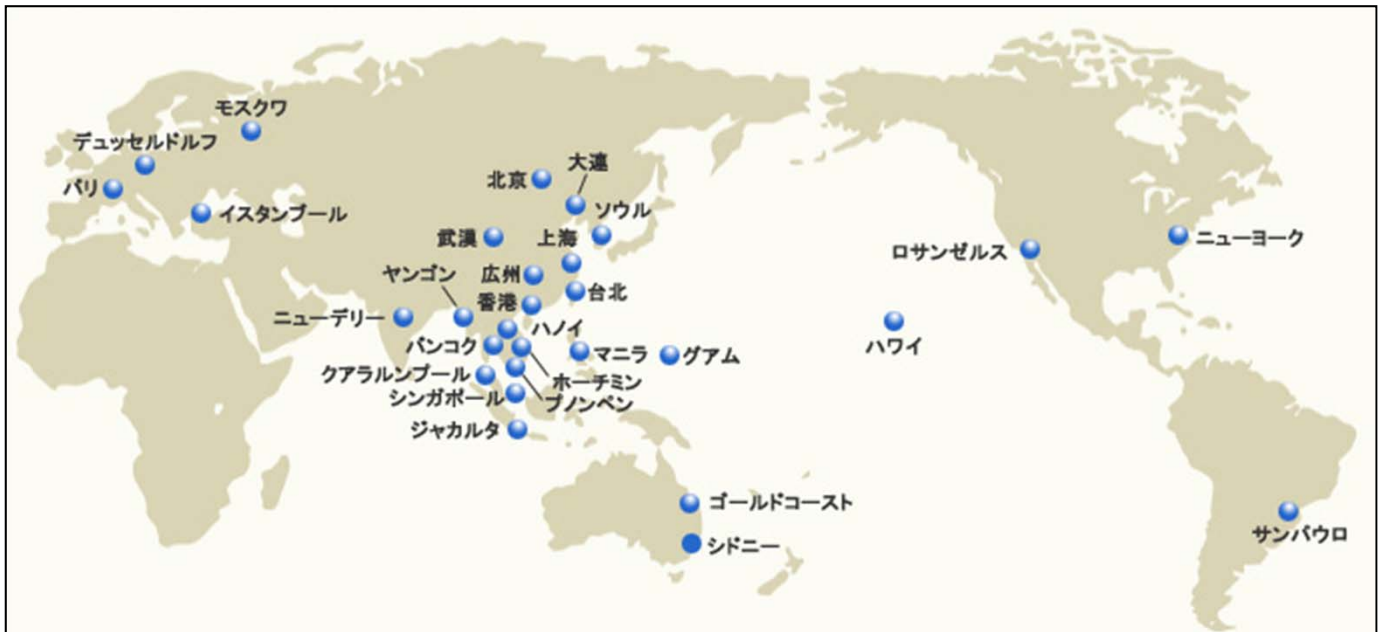 モスクワ
デュッセルドルフ
パリ
イスタンブール
大連
北京
ソウル
武漢
上海
ヤンゴン
広州
香港
台北
ニューデリー
ハノイ
バンコク
マニラ
グアム
クアラルンプール
ホーチミン
シンガポール
プノンペン
ジャカルタ
ロサンゼルス
ニューヨーク
ハワイ
ゴールドコースト
シドニー
サンパウロ